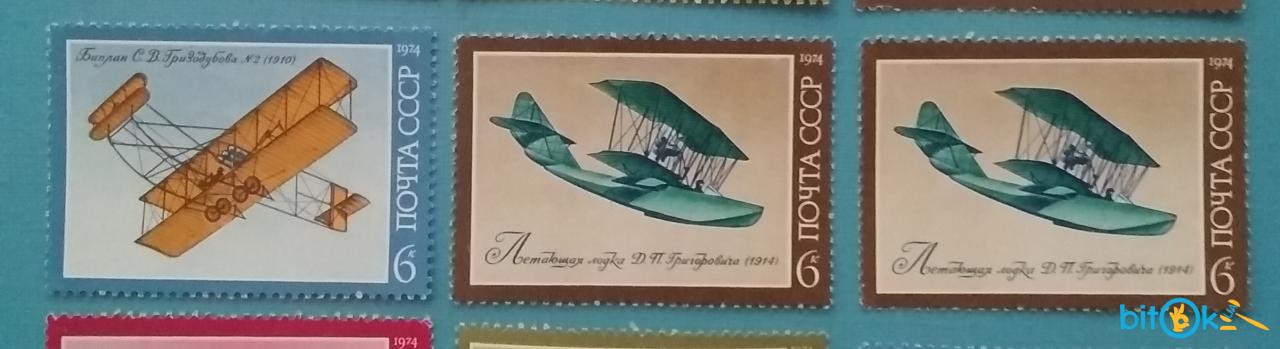 Биплан С. В. Гризодубова №2 (1910)
1974
ПОЧТА СССР
6к
1974
ПОЧТА СССР
6к
Летающая лодка Д. П. Григоровича (1914)
1974
ПОЧТА СССР
6к
Летающая лодка Д. П. Григоровича (1914)
1974
1974
bitOk